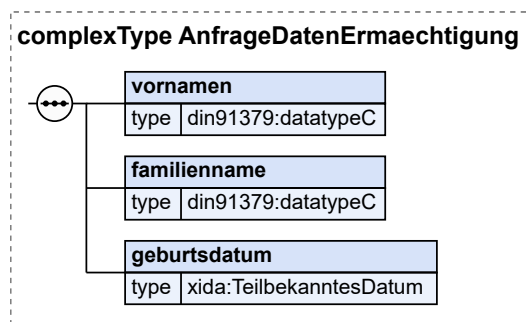 complexType AnfrageDatenErmaechtigung
vornamen
type din91379:datatypeC
familienname
type din91379:datatypeC
geburtsdatum
type xida:TeilbekanntesDatum